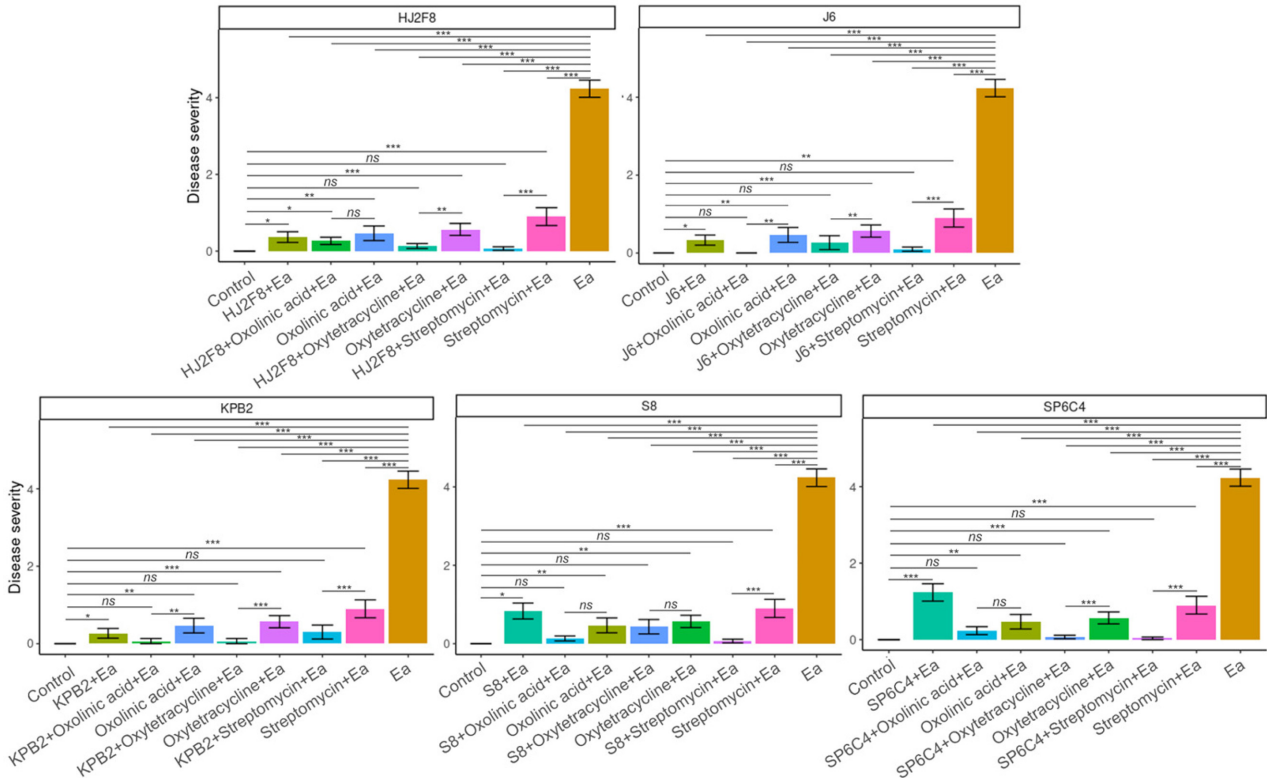 HJ2F8
***
***
***
***
***
***
***
***
ns
***
ns
**
*
*
ns
**
***
Disease severity
4
2
0
Control
HJ2F8+Ea
HJ2F8+Oxolinic acid+Ea
Oxolinic acid+Ea
HJ2F8+Oxytetracycline+Ea
Oxytetracycline+Ea
HJ2F8+Streptomycin+Ea
Streptomycin+Ea
Ea
J6
***
***
***
***
***
***
***
**
ns
***
ns
**
ns
*
**
**
***
4
2
0
Control
J6+Ea
J6+Oxolinic acid+Ea
Oxolinic acid+Ea
J6+Oxytetracycline+Ea
Oxytetracycline+Ea
J6+Streptomycin+Ea
Streptomycin+Ea
Ea
KPB2
***
***
***
***
***
***
***
***
ns
***
ns
**
ns
*
**
***
***
Disease severity
4
2
0
Control
KPB2+Ea
KPB2+Oxolinic acid+Ea
Oxolinic acid+Ea
KPB2+Oxytetracycline+Ea
Oxytetracycline+Ea
KPB2+Streptomycin+Ea
Streptomycin+Ea
Ea
S8
***
***
***
***
***
***
***
***
ns
**
ns
**
ns
*
ns
ns
***
4
2
0
Control
S8+Ea
S8+Oxolinic acid+Ea
Oxolinic acid+Ea
S8+Oxytetracycline+Ea
Oxytetracycline+Ea
S8+Streptomycin+Ea
Streptomycin+Ea
Ea
SP6C4
***
***
***
***
***
***
***
***
ns
***
ns
**
ns
***
ns
***
***
4
2
0
Control
SP6C4+Ea
SP6C4+Oxolinic acid+Ea
Oxolinic acid+Ea
SP6C4+Oxytetracycline+Ea
Oxytetracycline+Ea
SP6C4+Streptomycin+Ea
Streptomycin+Ea
Ea